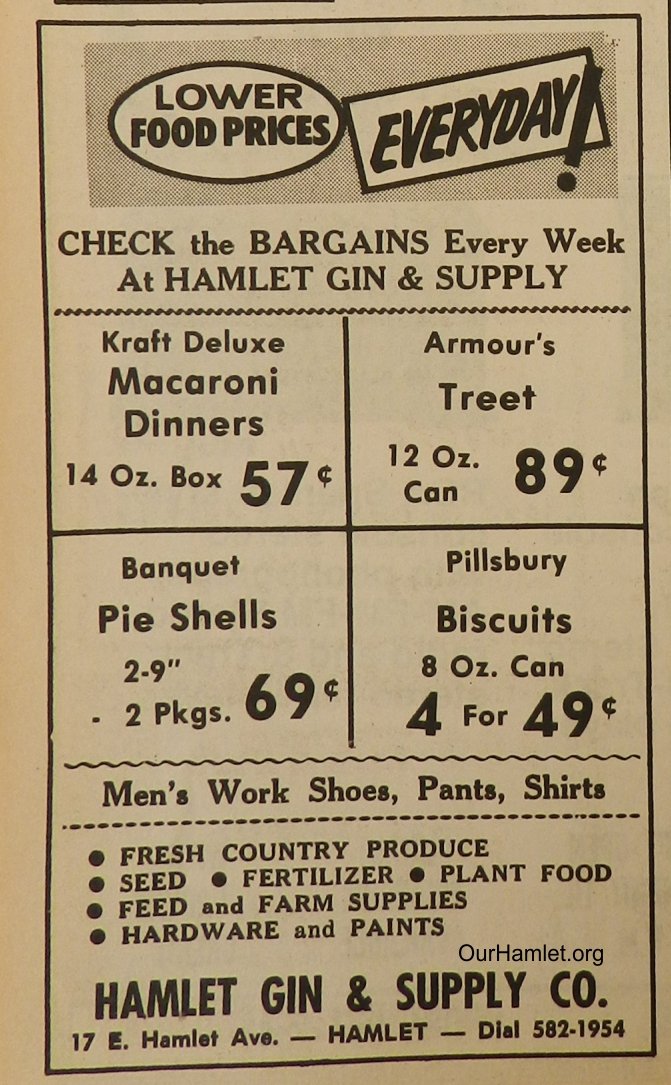 LOWER
FOOD PRICES
EVERYDAY!
CHECK the BARGAINS Every Week
At HAMLET GIN & SUPPLY
Kraft Deluxe
Macaroni
Dinners
14 Oz. Box 57¢
Armour's
Treet
12 Oz.
Can
89¢
Banquet
Pie Shells
2-9"
- 2 Pkgs.
69¢
Pillsbury
Biscuits
8 Oz. Can
4 For 49¢
Men's Work Shoes, Pants, Shirts
● FRESH COUNTRY PRODUCE
● SEED ● FERTILIZER ● PLANT FOOD
● FEED and FARM SUPPLIES
● HARDWARE and PAINTS
OurHamlet.org
HAMLET GIN & SUPPLY CO.
17 E. Hamlet Ave. — HAMLET — Dial 582-1954